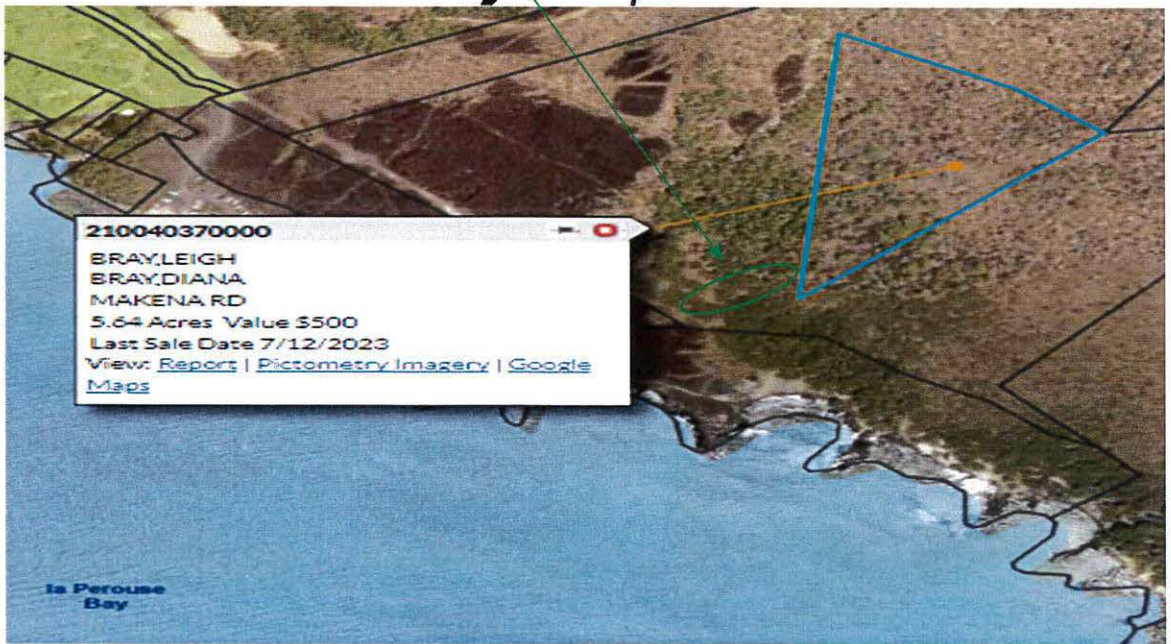 210040370000
BRAY,LEIGH
BRAY,DIANA
MAKENA RD
5.64 Acres Value $500
Last Sale Date 7/12/2023
View: Report | Pictometry Imagery | Google
Maps
la Perouse
Bay